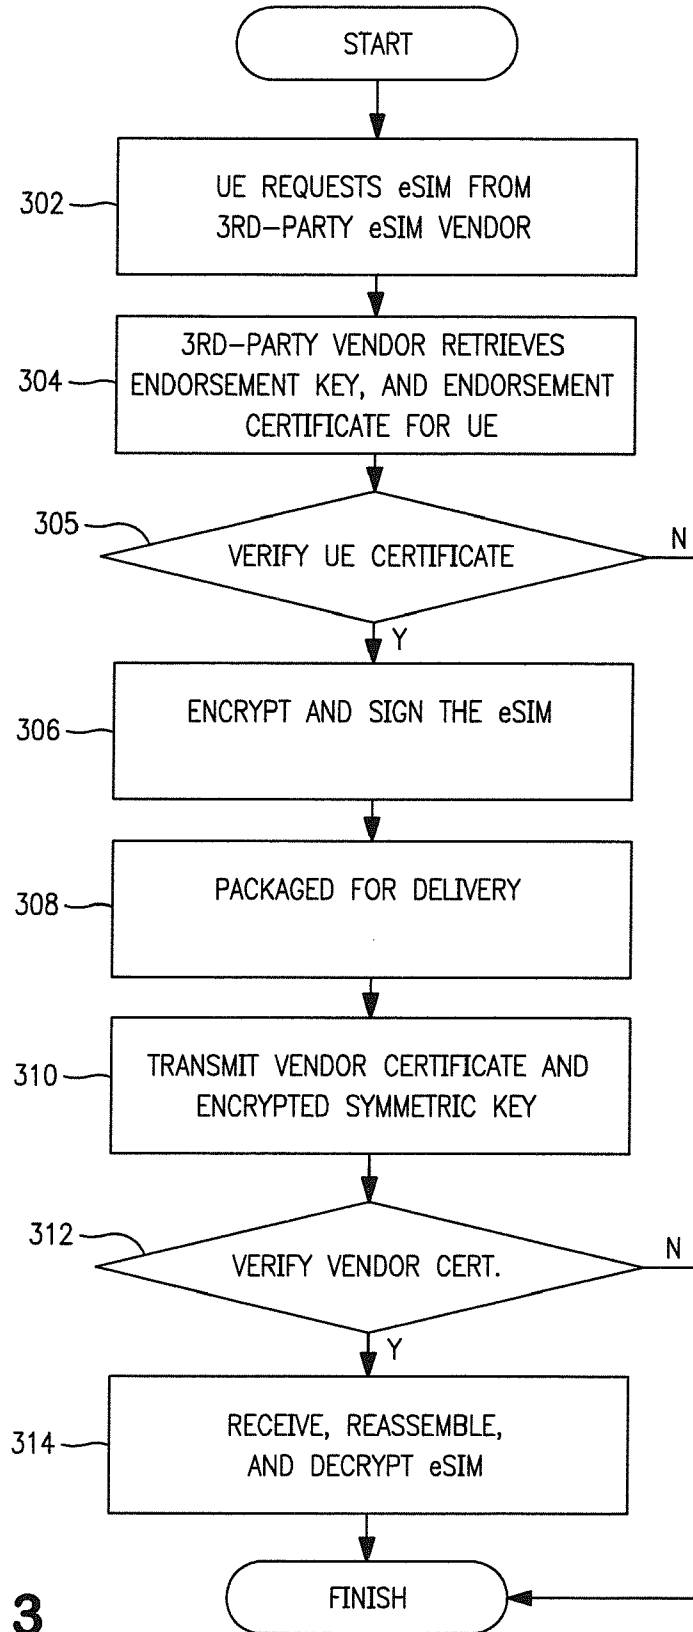 START
302
UE REQUESTS eSIM FROM
3RD-PARTY eSIM VENDOR
304
3RD-PARTY VENDOR RETRIEVES
ENDORSEMENT KEY, AND ENDORSEMENT
CERTIFICATE FOR UE
305
VERIFY UE CERTIFICATE
N
Y
306
ENCRYPT AND SIGN THE eSIM
308
PACKAGED FOR DELIVERY
310
TRANSMIT VENDOR CERTIFICATE AND
ENCRYPTED SYMMETRIC KEY
312
VERIFY VENDOR CERT.
N
Y
314
RECEIVE, REASSEMBLE,
AND DECRYPT eSIM
FINISH
3